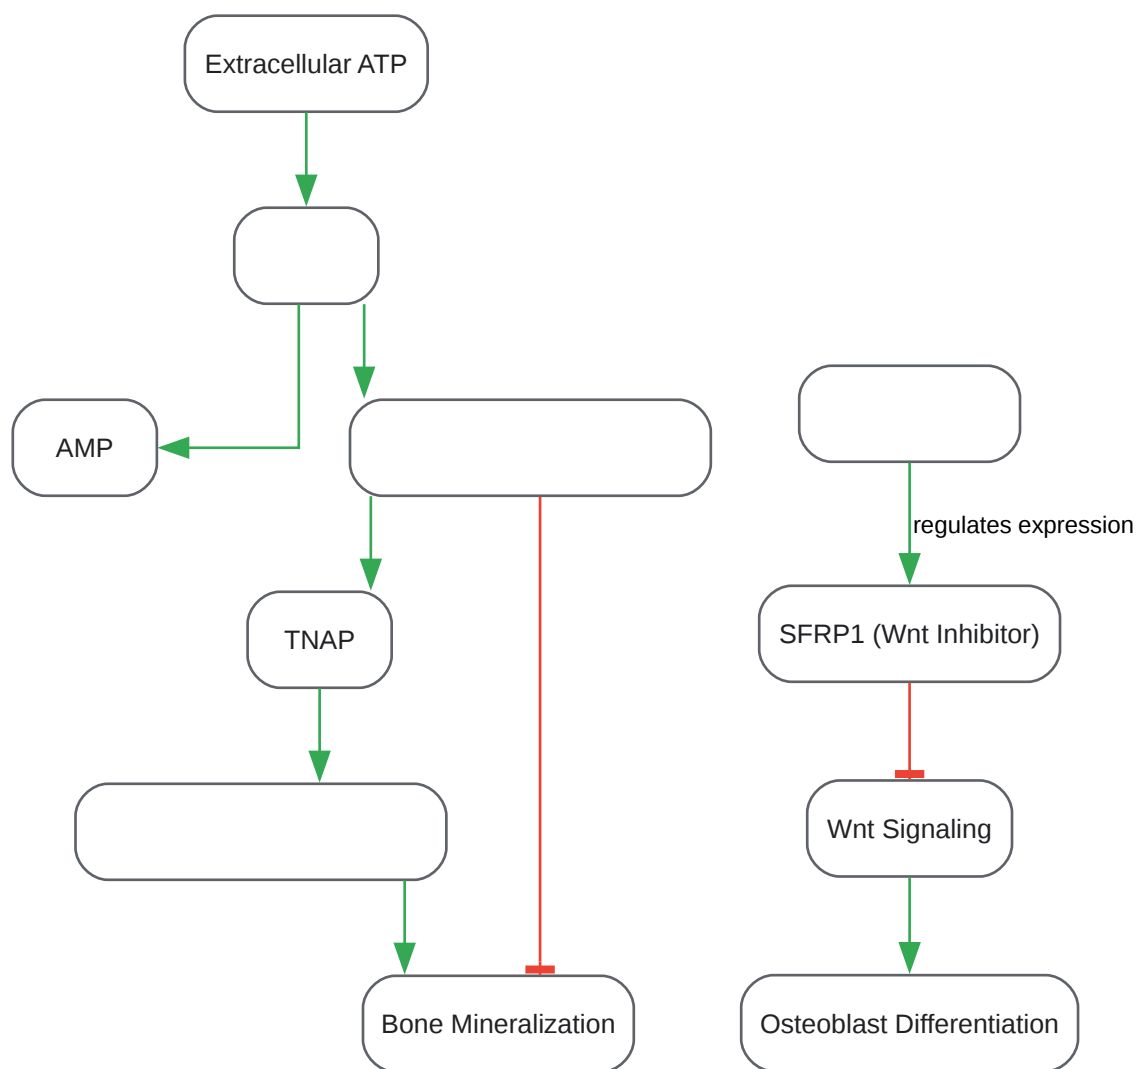 Extracellular ATP
AMP
regulates expression
TNAP
SFRP1 (Wnt Inhibitor)
Wnt Signaling
Bone Mineralization
Osteoblast Differentiation